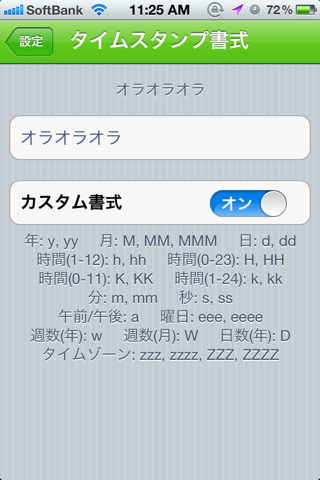 SoftBank 11:25 AM 72%
設定 タイムスタンプ書式
オラオラオラ
オラオラオラ
カスタム書式 オン
年: y, yy 月: M, MM, MMM 日: d, dd
時間(1-12): h, hh 時間(0-23): H, HH
時間(0-11): K, KK 時間(1-24): k, kk
分: m, mm 秒: s, ss
午前/午後: a 曜日: eee, eeee
週数(年): w 週数(月): W 日数(年): D
タイムゾーン: zzz, zzzz, ZZZ, ZZZZ